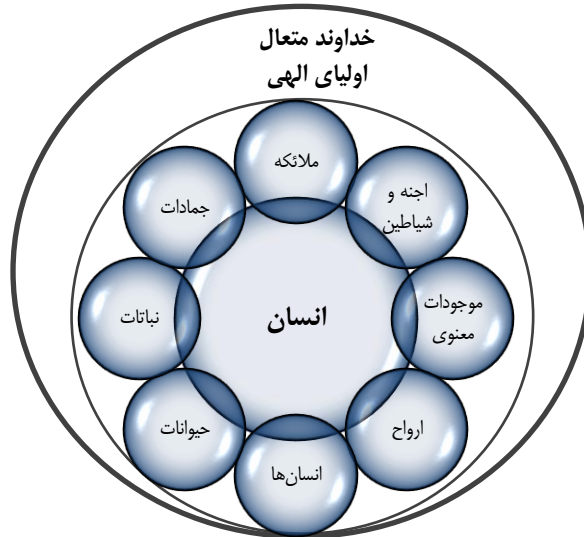 خداوند متعال
اولیای الهی
ملائکه
اجنه و
شیاطین
جمادات
موجودات
معنوی
انسان
نباتات
ارواح
حیوانات
انسان‌ها